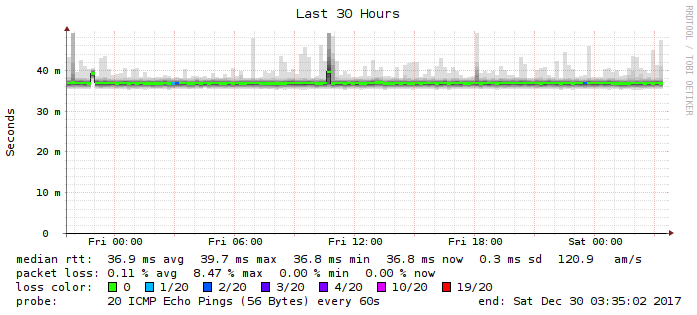 Last 30 Hours
RRDTOOL / TOBI OETIKER
Seconds
40 m
30 m
20 m
10 m
0
Fri 00:00 Fri 06:00 Fri 12:00 Fri 18:00 Sat 00:00
median rtt: 36.9 ms avg 39.7 ms max 36.8 ms min 36.8 ms now 0.3 ms sd 120.9 am/s
packet loss: 0.11 % avg 8.47 % max 0.00 % min 0.00 % now
loss color: 0 1/20 2/20 3/20 4/20 10/20 19/20
probe: 20 ICMP Echo Pings (56 Bytes) every 60s end: Sat Dec 30 03:35:02 2017